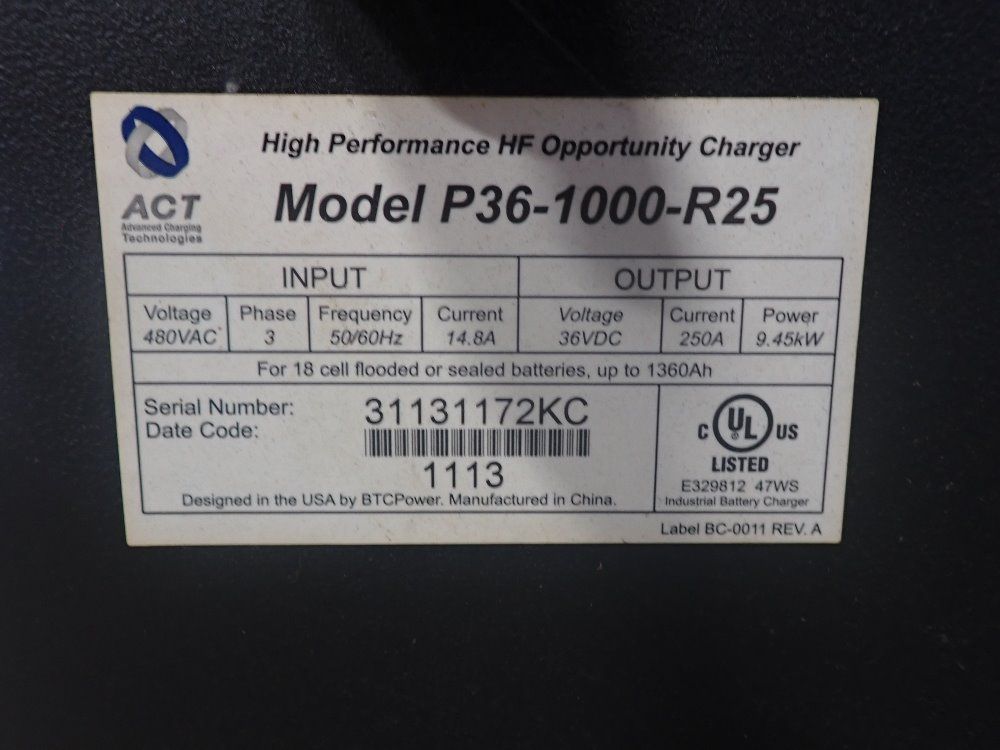 High Performance HF Opportunity Charger
Model P36-1000-R25
ACT
Advanced Charging
Technologies
INPUT OUTPUT
Voltage Phase Frequency Current Voltage Current Power
480VAC 3 50/60Hz 14.8A 36VDC 250A 9.45kW
For 18 cell flooded or sealed batteries, up to 1360Ah
Serial Number: 31131172KC
Date Code:
1113
Designed in the USA by BTCPower. Manufactured in China.
C UL US
®
LISTED
E329812 47WS
Industrial Battery Charger
Label BC-0011 REV. A